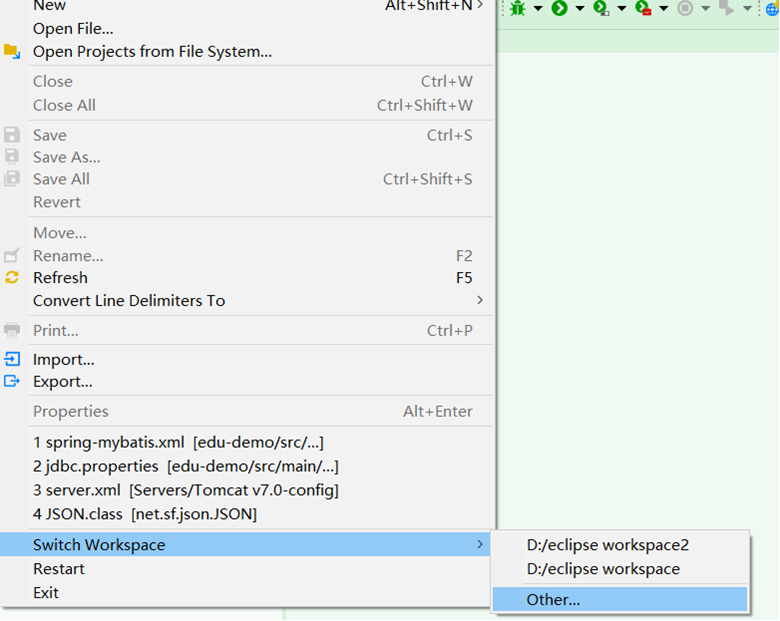 New Alt+Shift+N
Open File...
Open Projects from File System...
Close Ctrl+W
Close All Ctrl+Shift+W
Save Ctrl+S
Save As...
Save All Ctrl+Shift+S
Revert
Move...
Rename... F2
Refresh F5
Convert Line Delimiters To
Print... Ctrl+P
Import...
Export...
Properties Alt+Enter
1 spring-mybatis.xml [edu-demo/src/...]
2 jdbc.properties [edu-demo/src/main/...]
3 server.xml [Servers/Tomcat v7.0-config]
4 JSON.class [net.sf.json.JSON]
Switch Workspace
D:/eclipse workspace2
D:/eclipse workspace
Restart
Exit
Other...